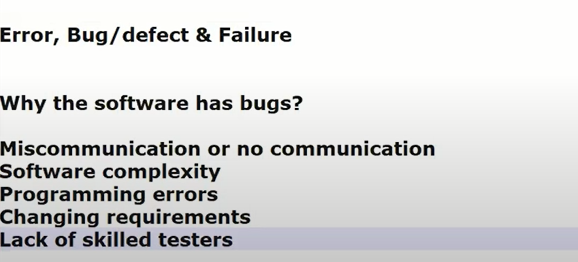 Error, Bug/defect & Failure
Why the software has bugs?
Miscommunication or no communication
Software complexity
Programming errors
Changing requirements
Lack of skilled testers